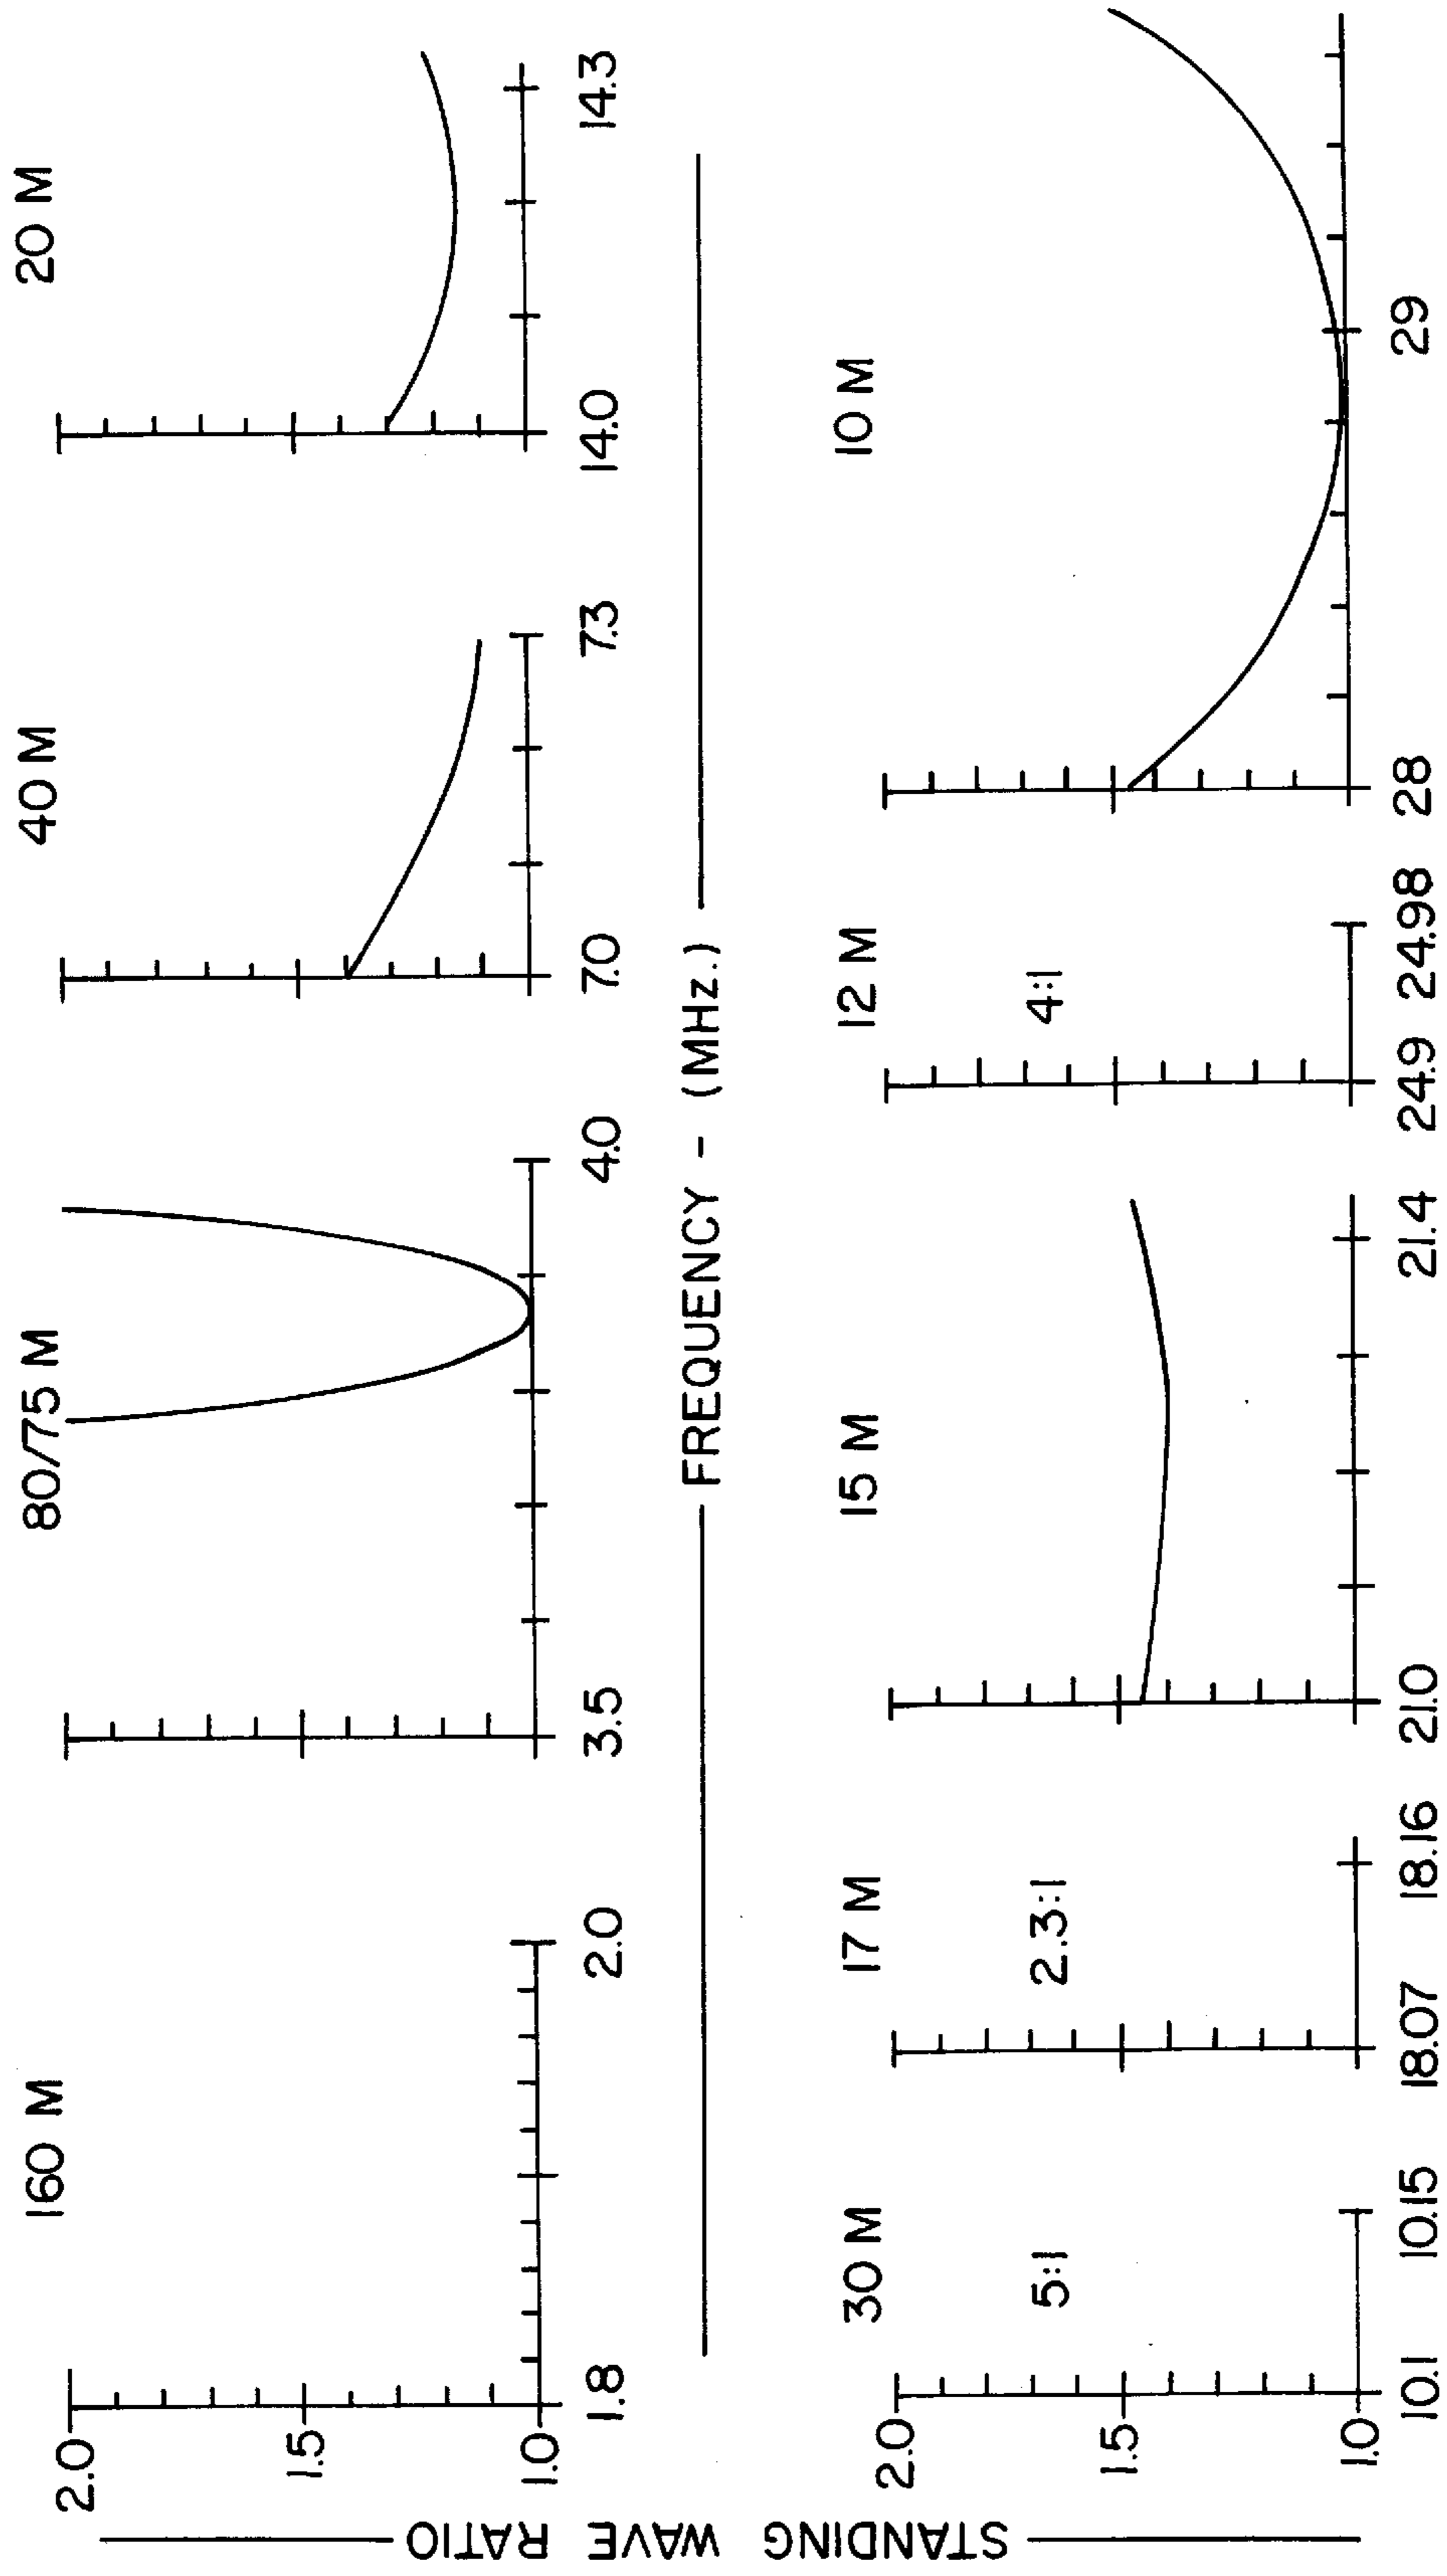 160 M 80/75 M 40 M 20 M
2.0
1.5
1.0
1.8 2.0 3.5 4.0 7.0 7.3 14.0 14.3
FREQUENCY - (MHz.)
STANDING WAVE RATIO
30 M 17 M 15 M 12 M 10 M
2.0
5:1 2.3:1 4:1
1.5
1.0
10.1 10.15 18.07 18.16 21.0 21.4 24.9 24.98 28 29